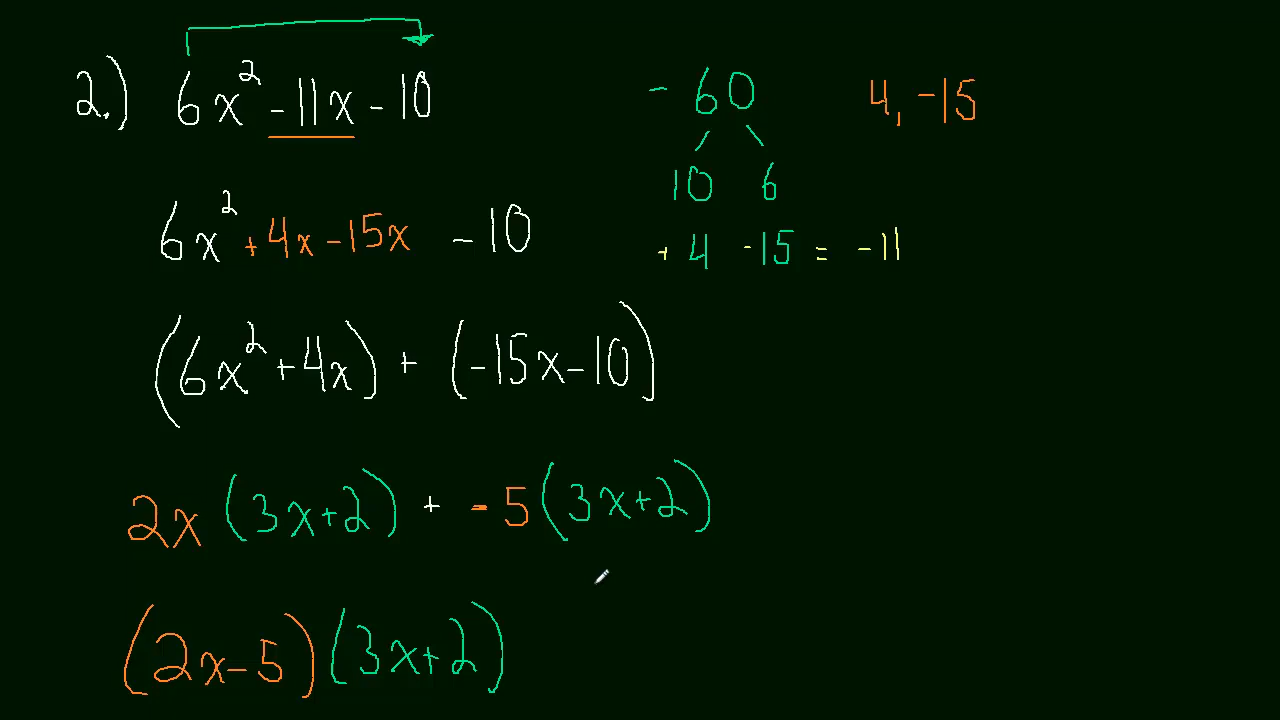 2.) 6x² - 11x - 10
- 60
4, -15
10 6
6x² + 4x - 15x - 10
+ 4 - 15 = - 11
(6x² + 4x) + (-15x - 10)
2x (3x + 2) + - 5 (3x + 2)
(2x - 5) (3x + 2)